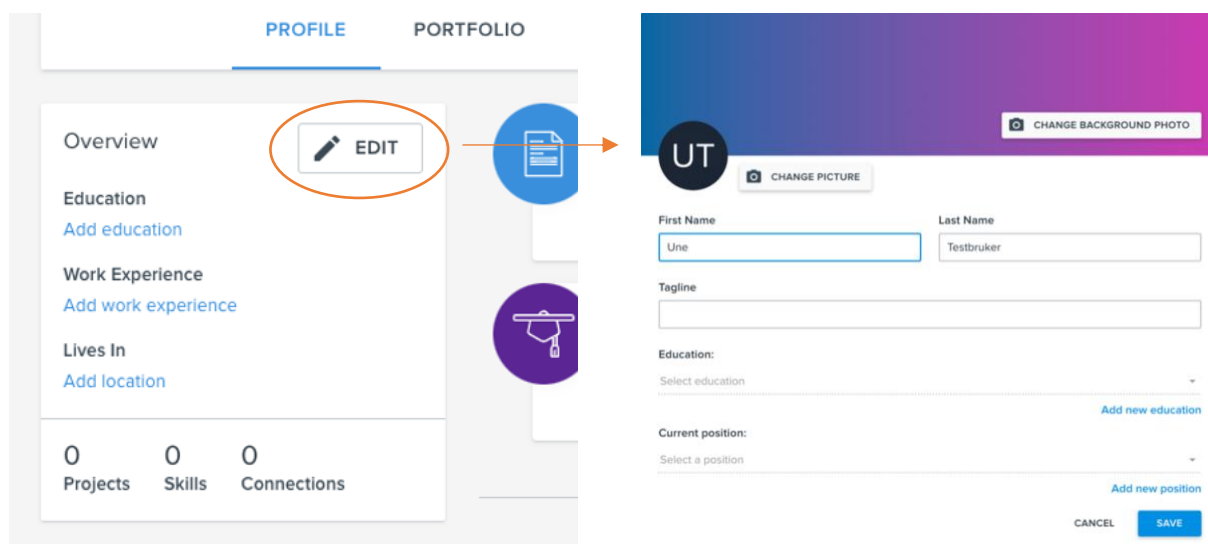 PROFILE PORTFOLIO
Overview
EDIT
Education
Add education
Work Experience
Add work experience
Lives In
Add location
0 0 0
Projects Skills Connections
CHANGE BACKGROUND PHOTO
UT
CHANGE PICTURE
First Name Last Name
Une Testbruker
Tagline
Education:
Select education
Add new education
Current position:
Select a position
Add new position
CANCEL SAVE